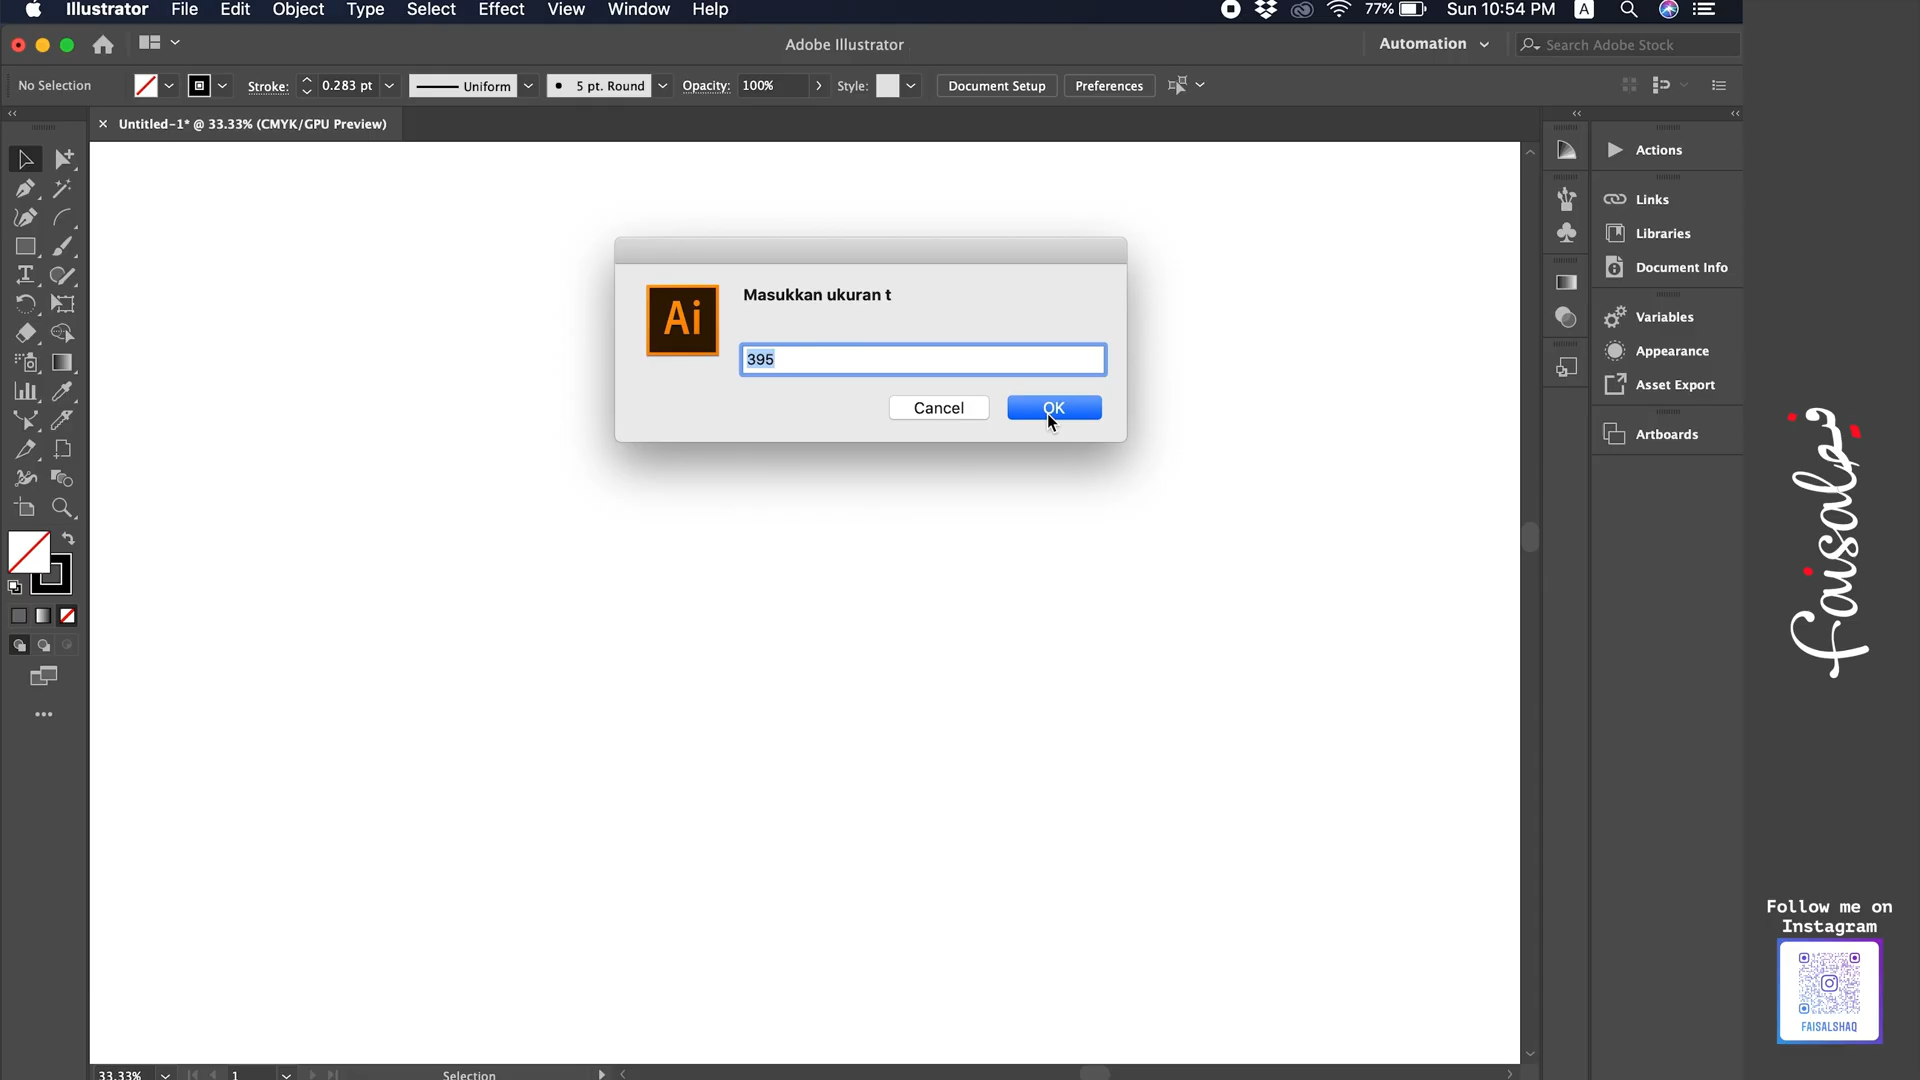 Illustrator File Edit Object Type Select Effect View Window Help
77% Sun 10:54 PM A
Adobe Illustrator
Automation
Search Adobe Stock
No Selection
Stroke: 0.283 pt
Uniform
5 pt. Round
Opacity: 100%
Style:
Document Setup
Preferences
Untitled-1* @ 33.33% (CMYK/GPU Preview)
Ai
Masukkan ukuran t
395
Cancel
OK
Actions
Links
Libraries
Document Info
Variables
Appearance
Asset Export
Artboards
faisalpiij
Follow me on
Instagram
FAISALSHAQ
33.33%
1
Selection